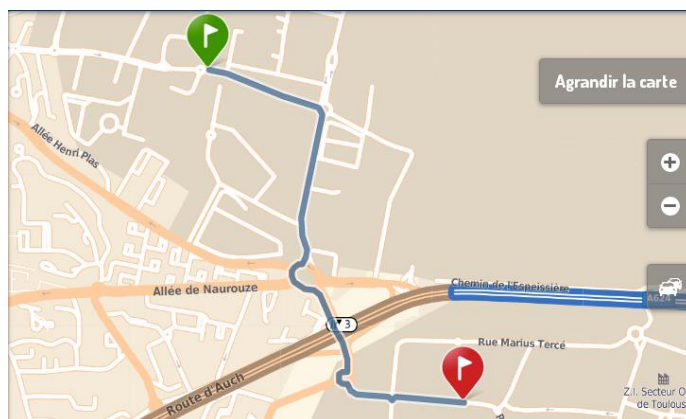 Agrandir la carte
Allée Henri Plas
Chemin de l'Espeissière
Allée de Naurouze
A624
3
Rue Marius Tercé
Route d'Auch
Z.I. Secteur O
de Toulous